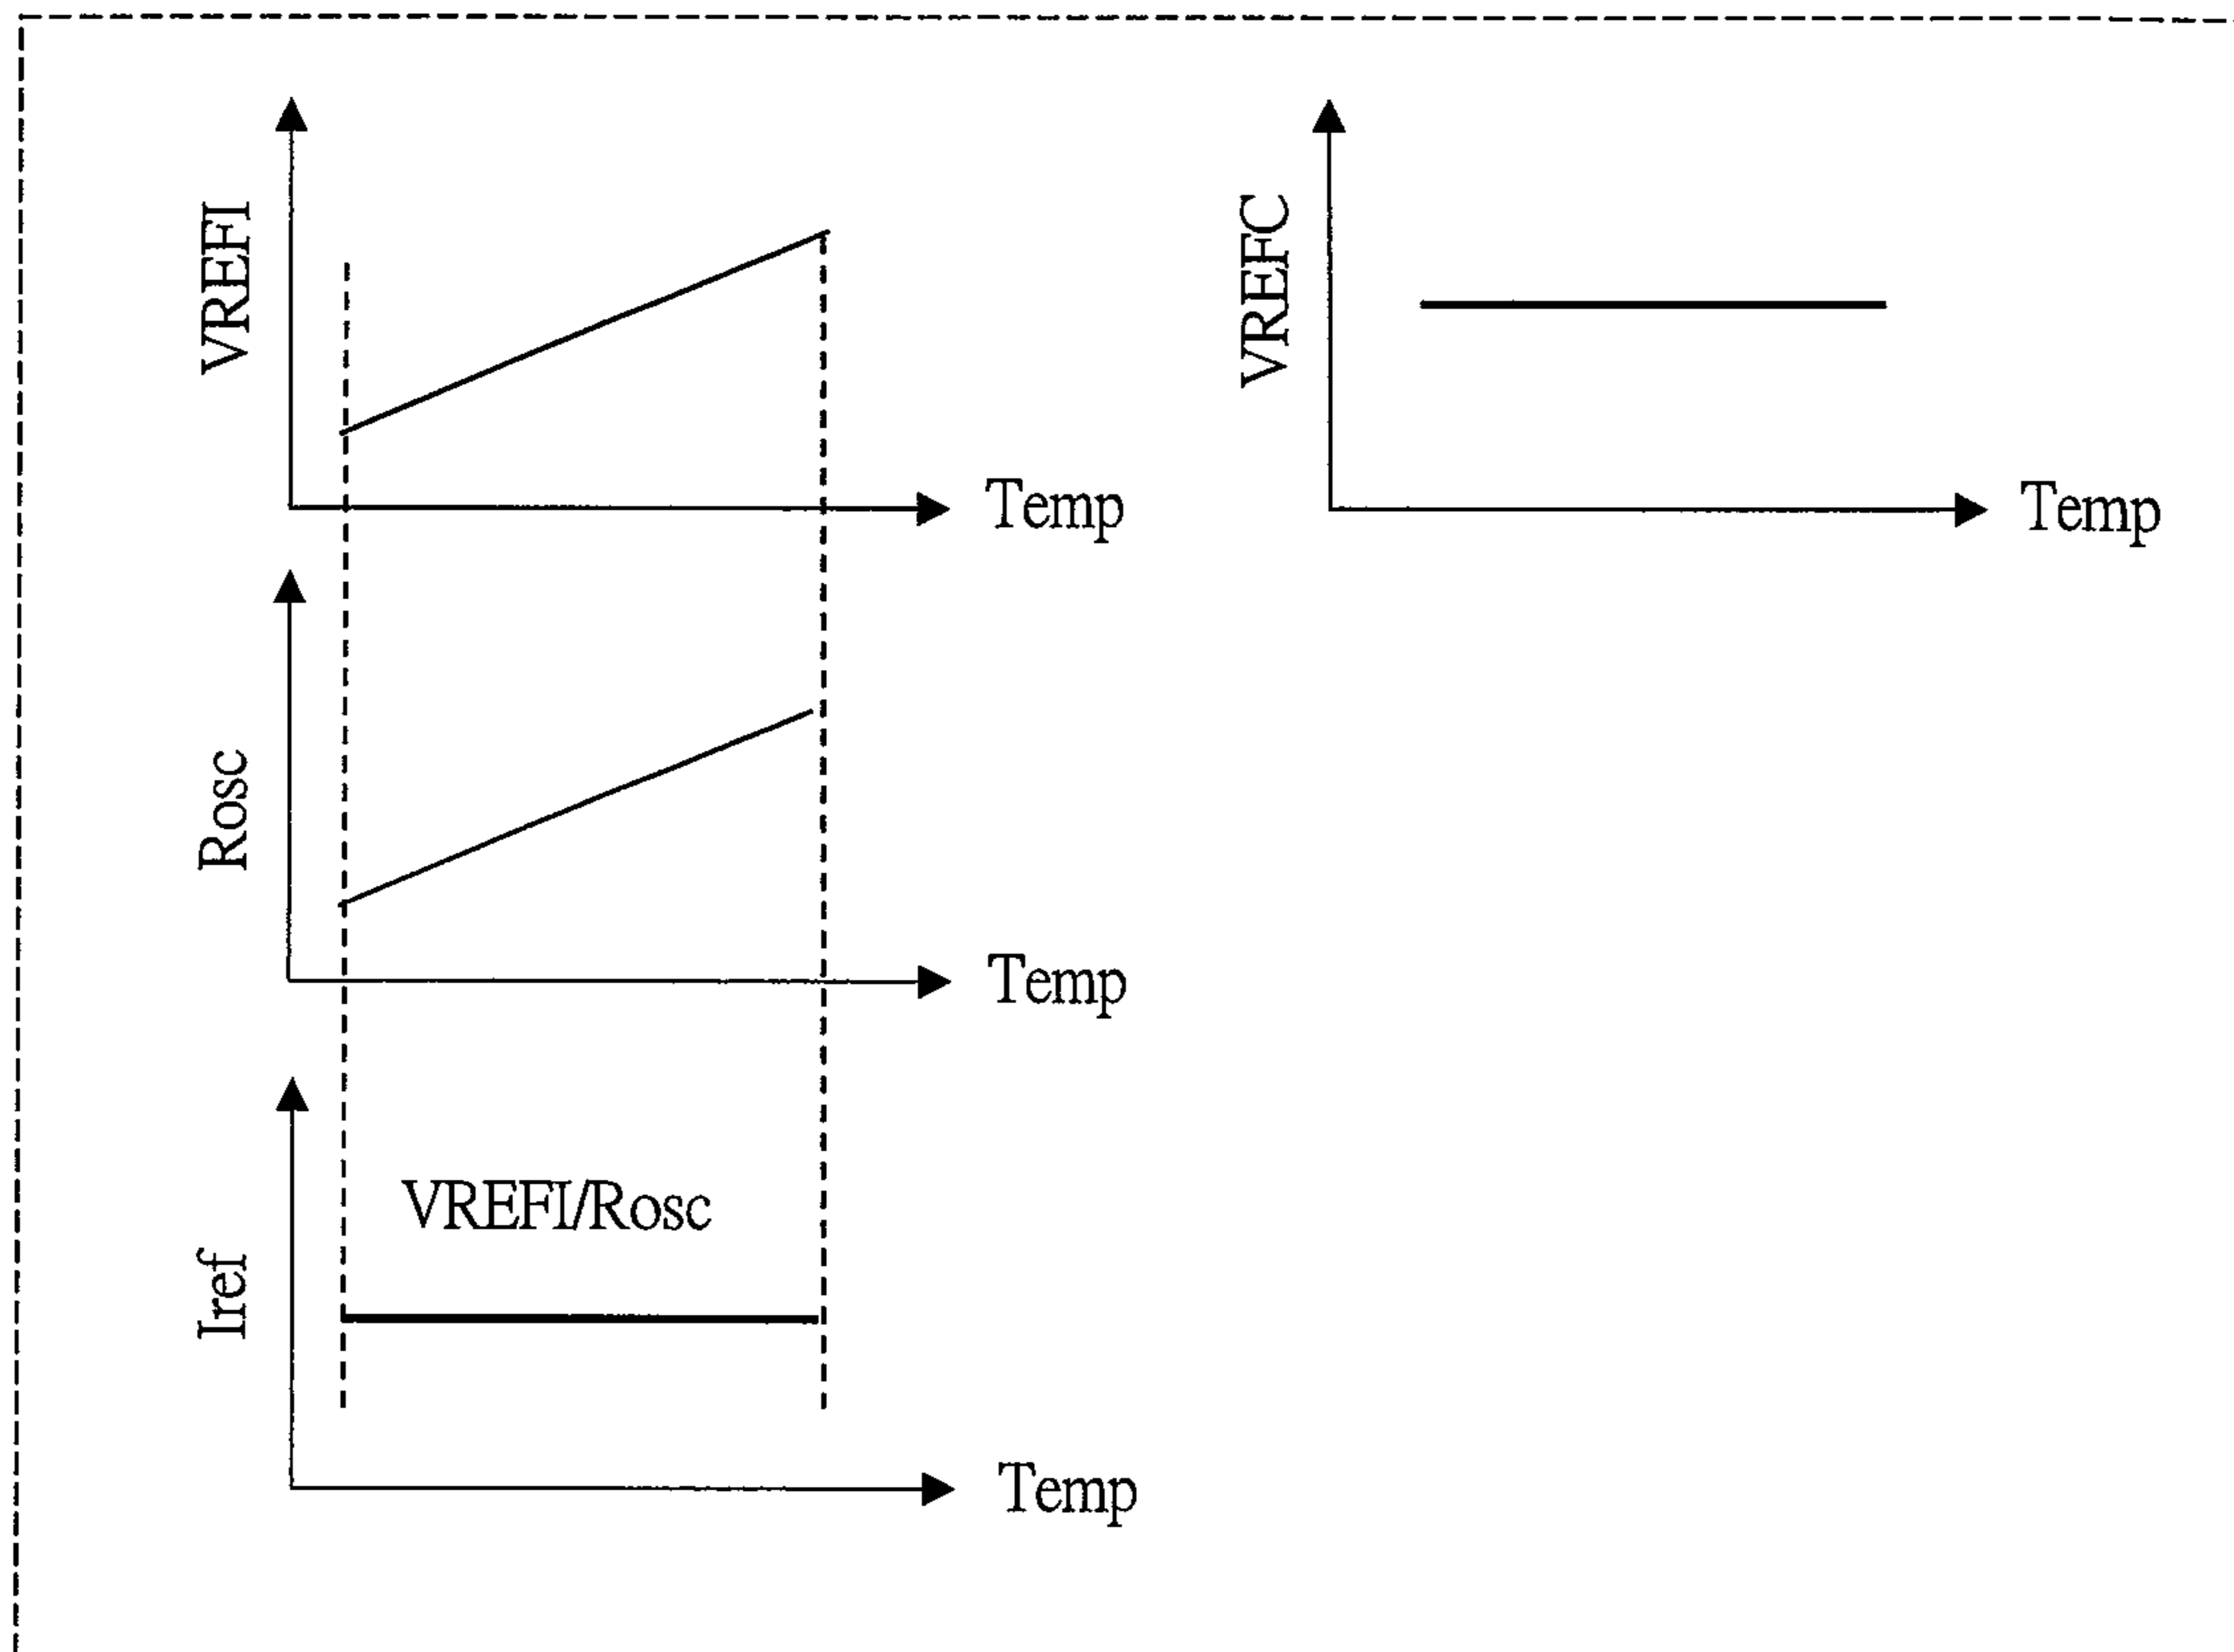 VREFI
Temp
VREFC
Temp
Rosc
Temp
VREFI/Rosc
Iref
Temp